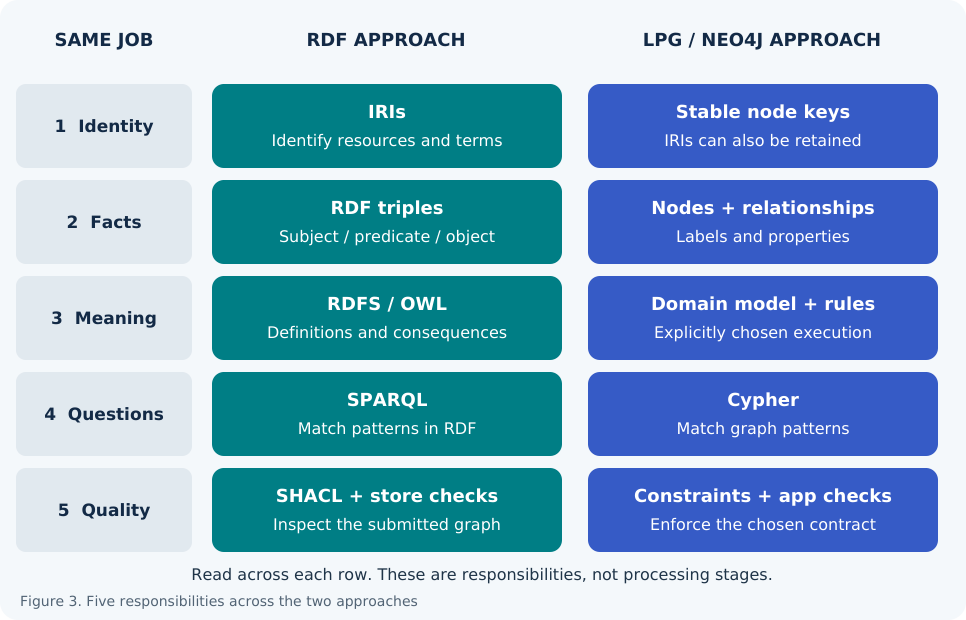 SAME JOB
RDF APPROACH
LPG / NEO4J APPROACH
1 Identity
IRIs
Identify resources and terms
Stable node keys
IRIs can also be retained
2 Facts
RDF triples
Subject / predicate / object
Nodes + relationships
Labels and properties
3 Meaning
RDFS / OWL
Definitions and consequences
Domain model + rules
Explicitly chosen execution
4 Questions
SPARQL
Match patterns in RDF
Cypher
Match graph patterns
5 Quality
SHACL + store checks
Inspect the submitted graph
Constraints + app checks
Enforce the chosen contract
Read across each row. These are responsibilities, not processing stages.
Figure 3. Five responsibilities across the two approaches